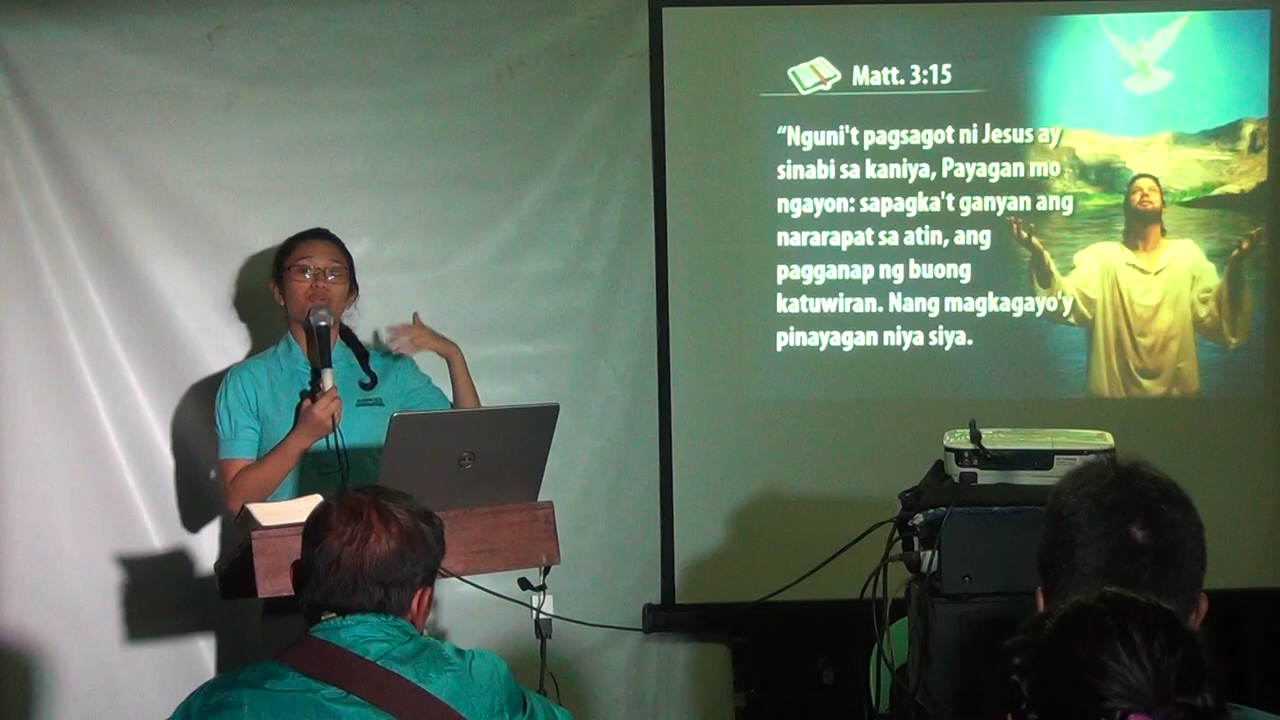 Matt. 3:15
“Nguni't pagsagot ni Jesus ay
sinabi sa kaniya, Payagan mo
ngayon: sapagka't ganyan ang
nararapat sa atin, ang
pagganap ng buong
katuwiran. Nang magkagayo'y
pinayagan niya siya.